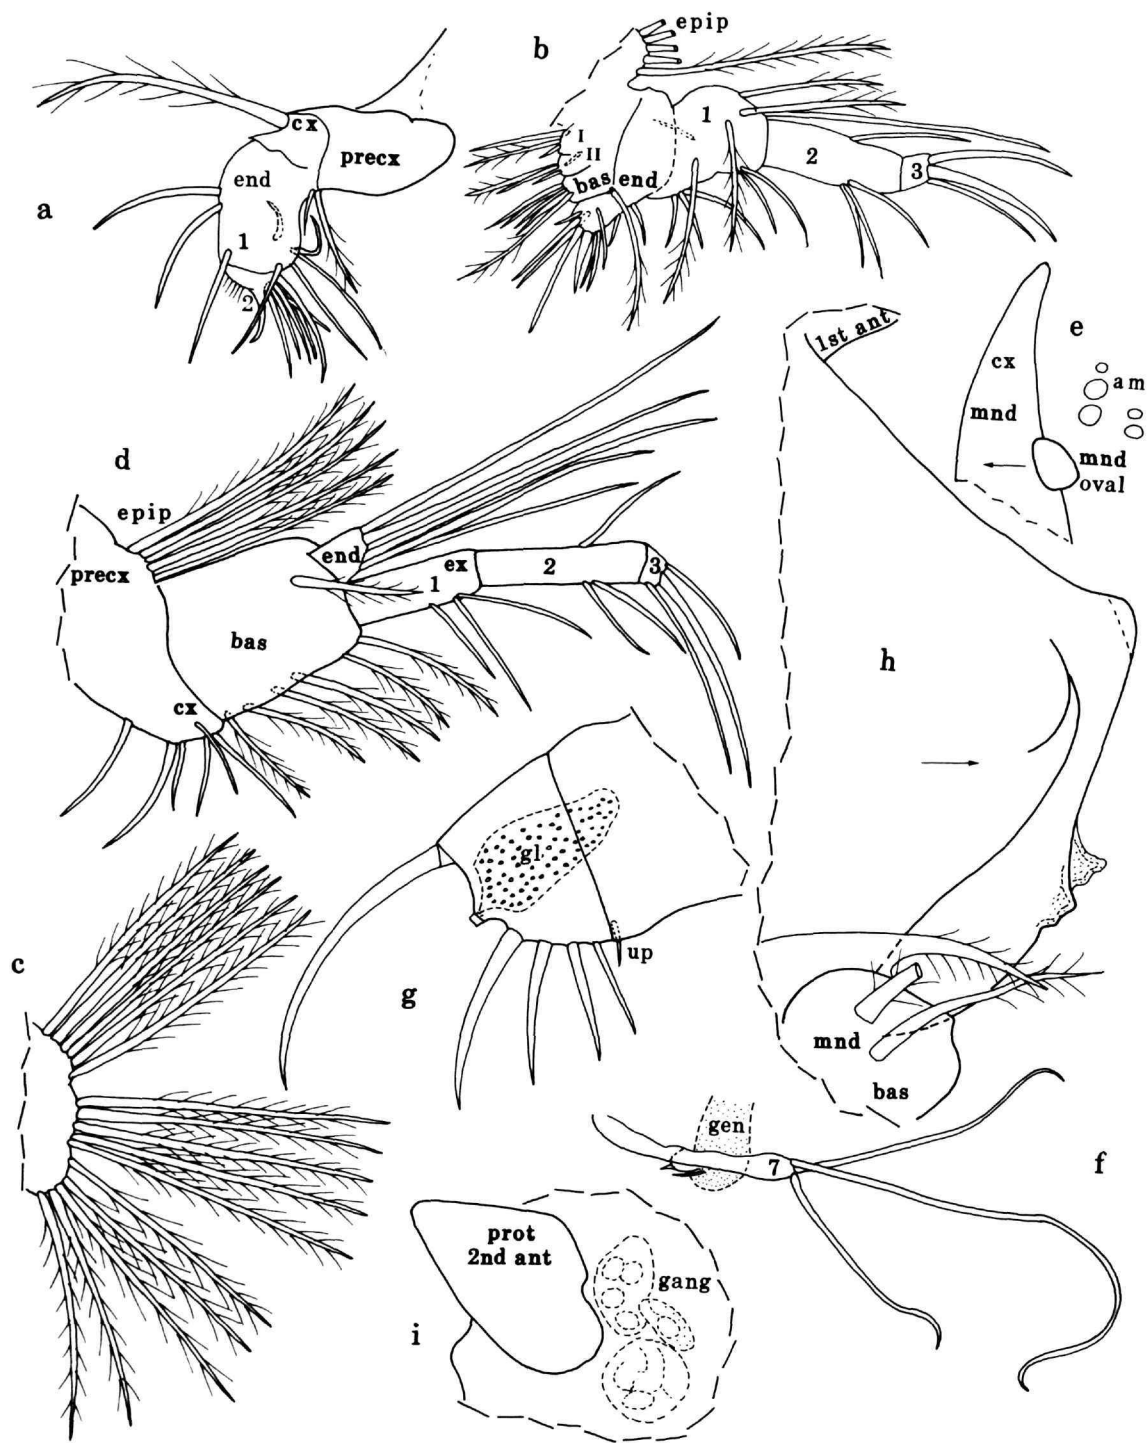 a
cx
precx
end
1
2
b
epip
I
II
bas
end
1
2
3
d
epip
precx
bas
cx
end
ex
1
2
3
1st ant
e
cx
mnd
am
mnd
oval
h
mnd
bas
c
g
gl
up
gen
7
f
prot
2nd ant
gang
i